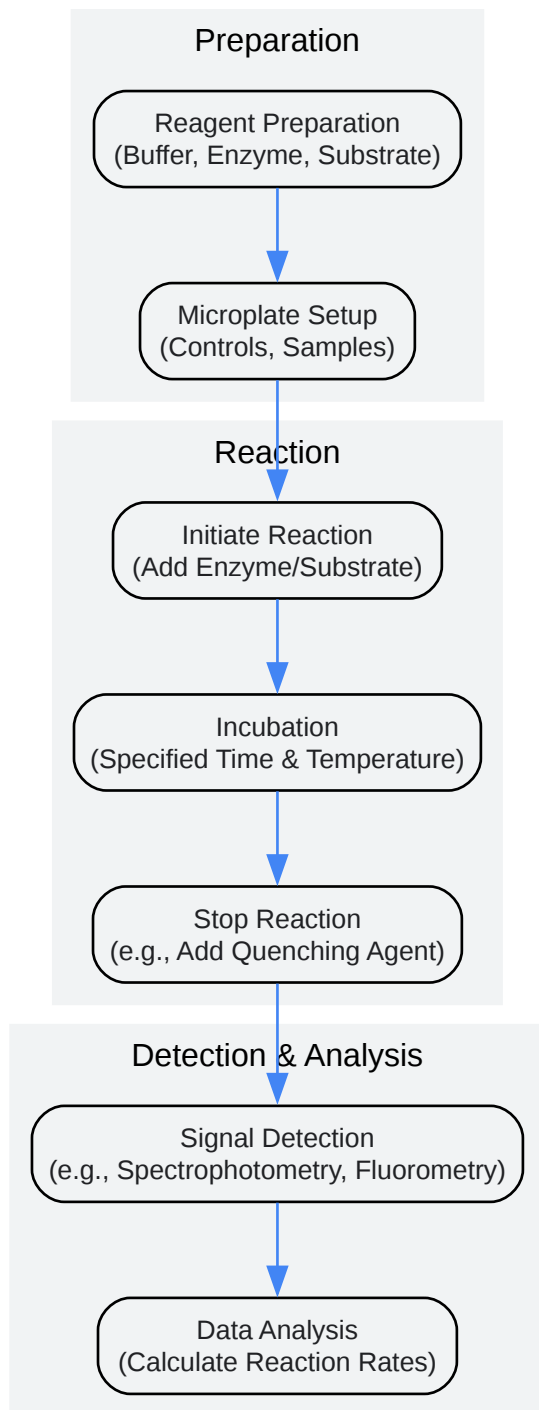 Preparation
Reagent Preparation
(Buffer, Enzyme, Substrate)
Microplate Setup
(Controls, Samples)
Reaction
Initiate Reaction
(Add Enzyme/Substrate)
Incubation
(Specified Time & Temperature)
Stop Reaction
(e.g., Add Quenching Agent)
Detection & Analysis
Signal Detection
(e.g., Spectrophotometry, Fluorometry)
Data Analysis
(Calculate Reaction Rates)